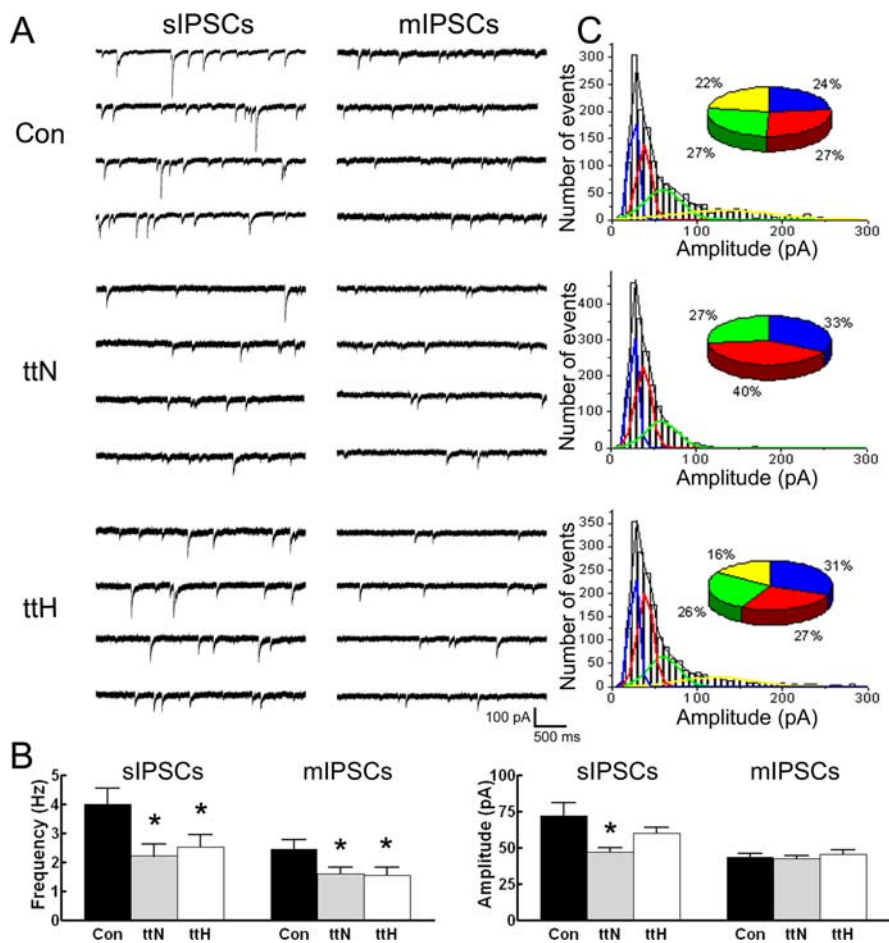 A
sIPSCs
mIPSCs
C
Con
ttN
ttH
100 pA
500 ms
Number of events
300
250
200
150
100
50
0
0
100
200
300
Amplitude (pA)
22%
24%
27%
27%
Number of events
400
300
200
100
0
0
100
200
300
Amplitude (pA)
27%
33%
40%
Number of events
350
300
250
200
150
100
50
0
0
100
200
300
Amplitude (pA)
16%
31%
26%
27%
B
sIPSCs
mIPSCs
Frequency (Hz)
5
4
3
2
1
0
*
*
*
*
Con ttN ttH Con ttN ttH
sIPSCs
mIPSCs
Amplitude (pA)
100
75
50
25
0
*
Con ttN ttH Con ttN ttH